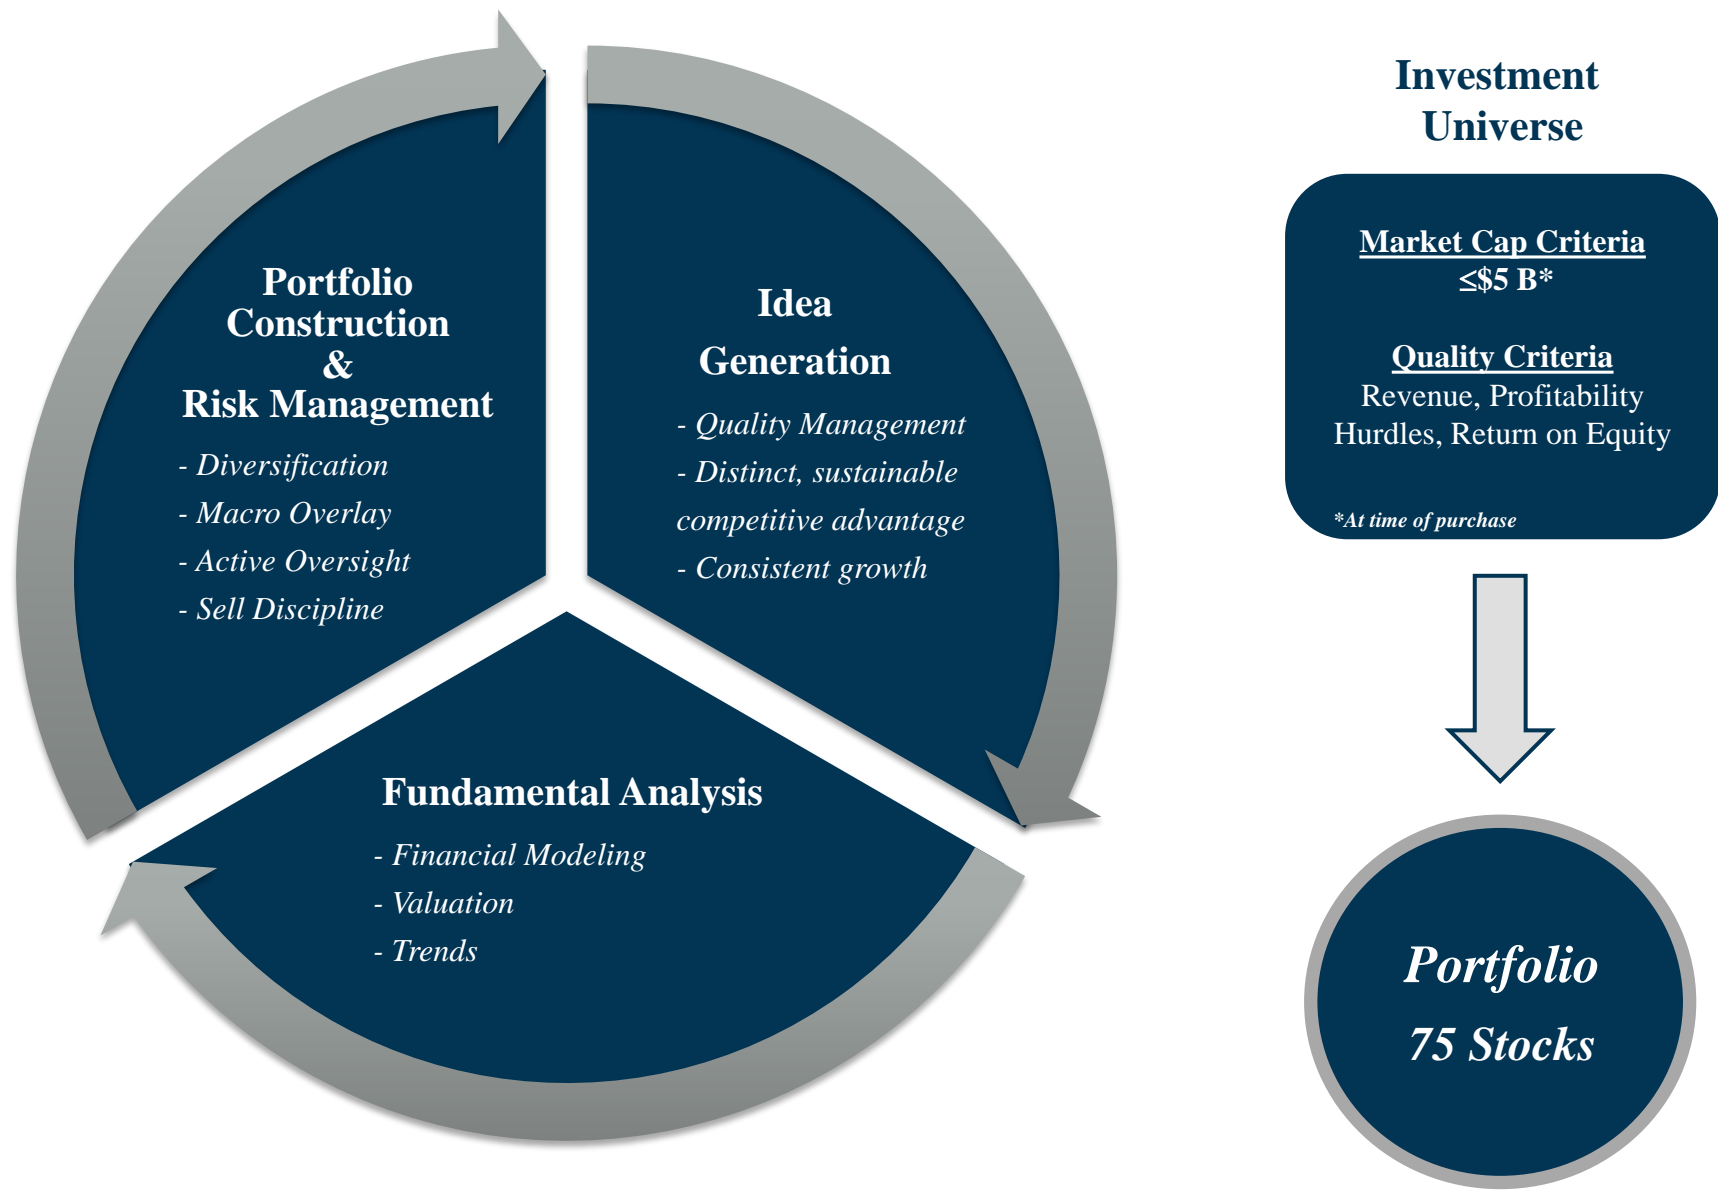 Portfolio
Construction
&
Risk Management
- Diversification
- Macro Overlay
- Active Oversight
- Sell Discipline
Idea
Generation
- Quality Management
- Distinct, sustainable
competitive advantage
- Consistent growth
Fundamental Analysis
- Financial Modeling
- Valuation
- Trends
Investment
Universe
Market Cap Criteria
≤$5 B*
Quality Criteria
Revenue, Profitability
Hurdles, Return on Equity
*At time of purchase
Portfolio
75 Stocks